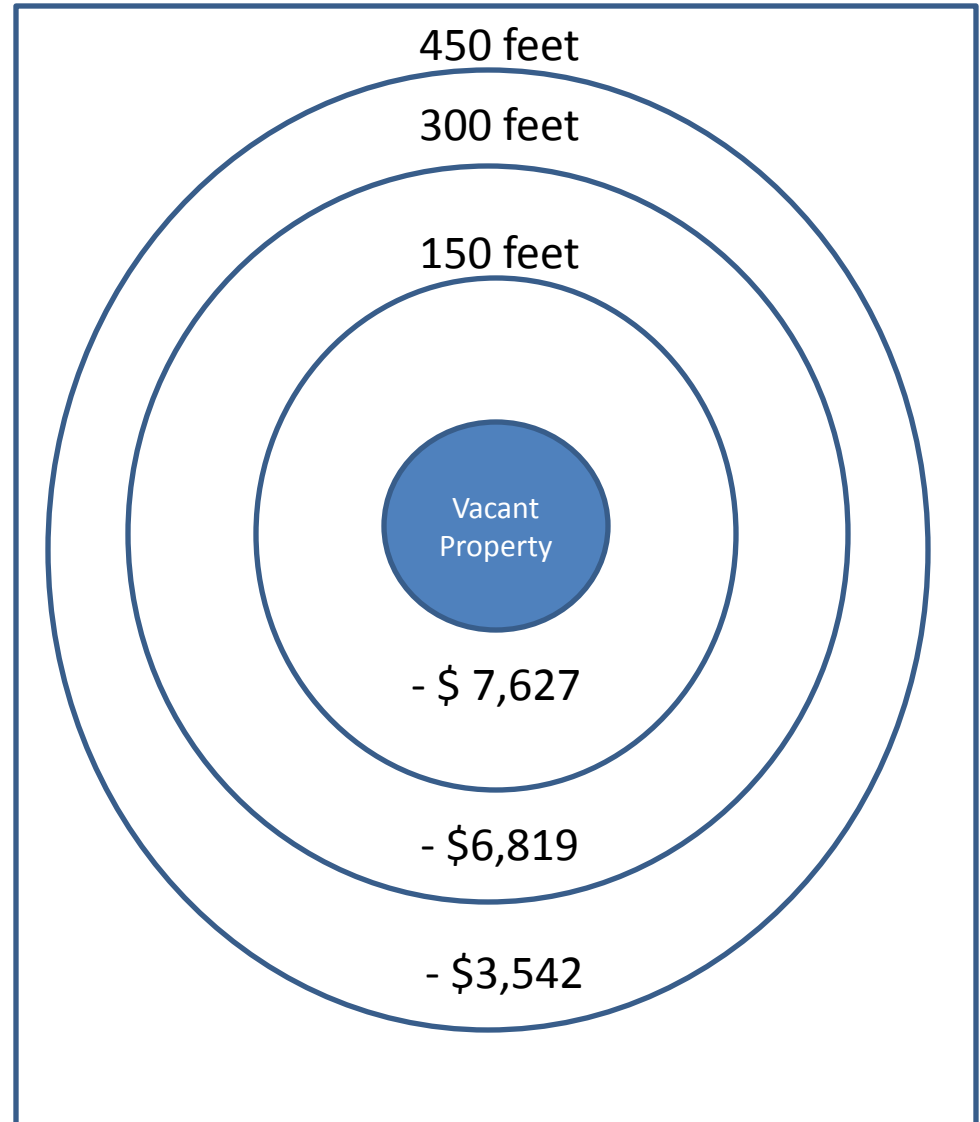 450 feet
300 feet
150 feet
Vacant
Property
- $ 7,627
- $6,819
- $3,542